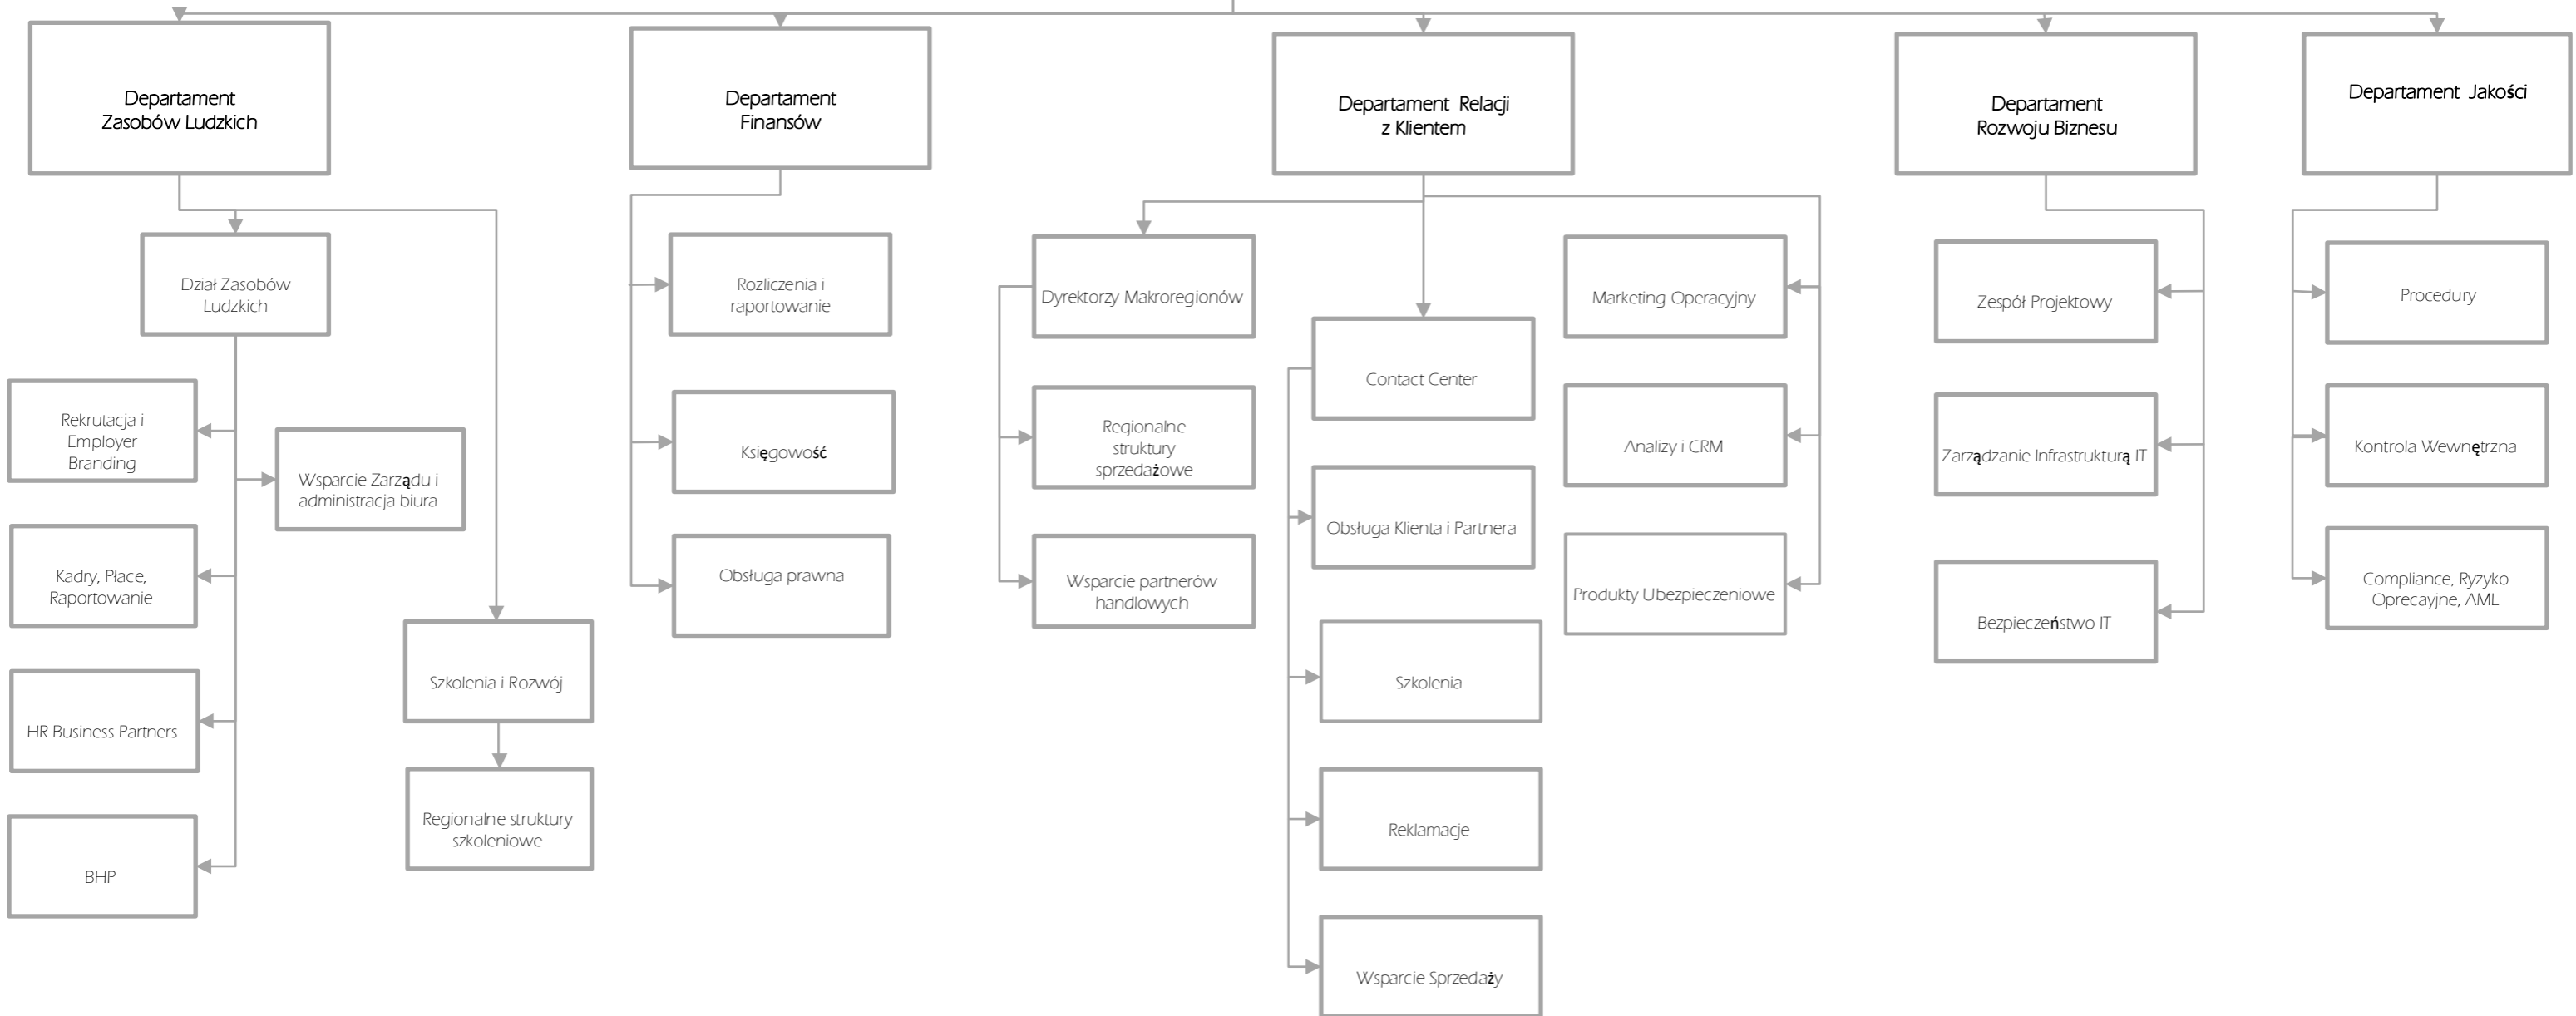 Departament
Zasobów Ludzkich
Departament
Finansów
Departament Relacji
z Klientem
Departament
Rozwoju Biznesu
Departament Jakości
Dział Zasobów
Ludzkich
Rekrutacja i
Employer
Branding
Wsparcie Zarządu i
administracja biura
Kadry, Płace,
Raportowanie
HR Business Partners
BHP
Szkolenia i Rozwój
Regionalne struktury
szkoleniowe
Rozliczenia i
raportowanie
Księgowość
Obsługa prawna
Dyrektorzy Makroregionów
Regionalne
struktury
sprzedażowe
Wsparcie partnerów
handlowych
Contact Center
Obsługa Klienta i Partnera
Szkolenia
Reklamacje
Wsparcie Sprzedaży
Marketing Operacyjny
Analizy i CRM
Produkty Ubezpieczeniowe
Zespół Projektowy
Zarządzanie Infrastrukturą IT
Bezpieczeństwo IT
Procedury
Kontrola Wewnętrzna
Compliance, Ryzyko
Oprecayjne, AML